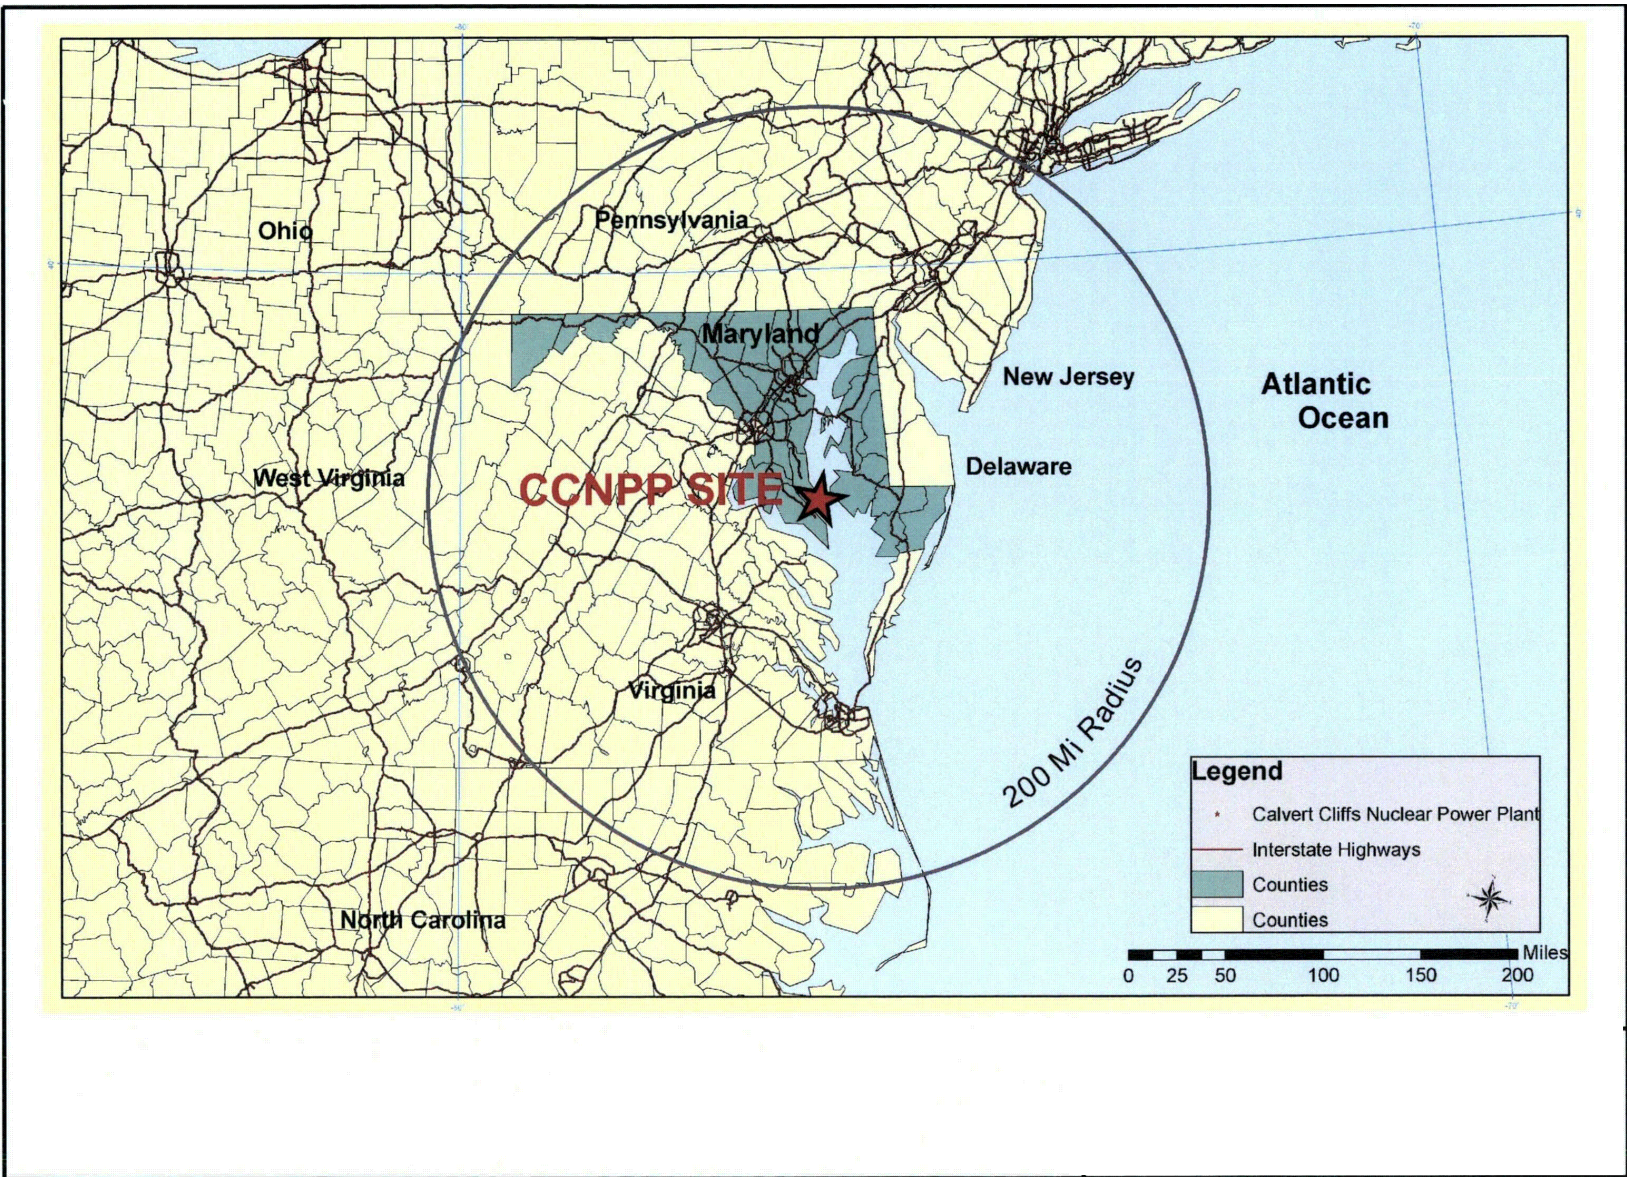 Ohio
Pennsylvania
Maryland
New Jersey
Atlantic
Ocean
Delaware
West Virginia
CCNPP SITE
Virginia
200 Mi Radius
North Carolina
Legend
Calvert Cliffs Nuclear Power Plant
Interstate Highways
Counties
Counties
Miles
0 25 50 100 150 200